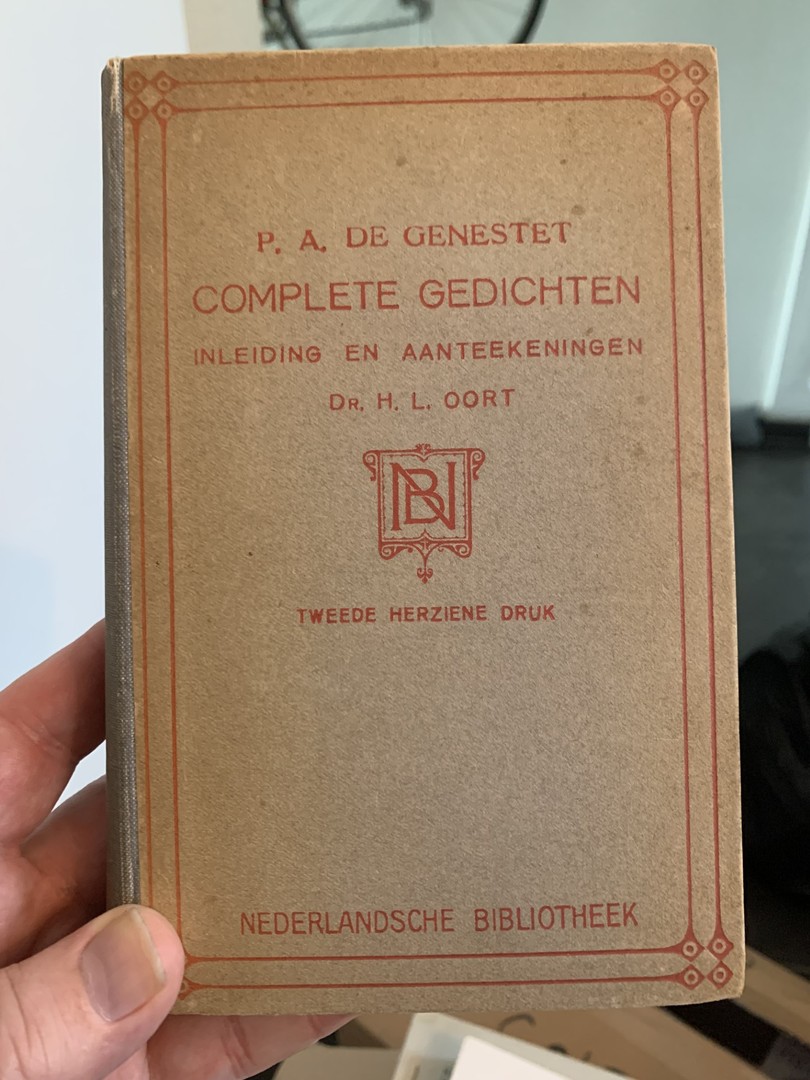 P. A. DE GENESTET
COMPLETE GEDICHTEN
INLEIDING EN AANTEEKENINGEN
DR. H. L. OORT
NB
TWEEDE HERZIENE DRUK
NEDERLANDSCHE BIBLIOTHEEK